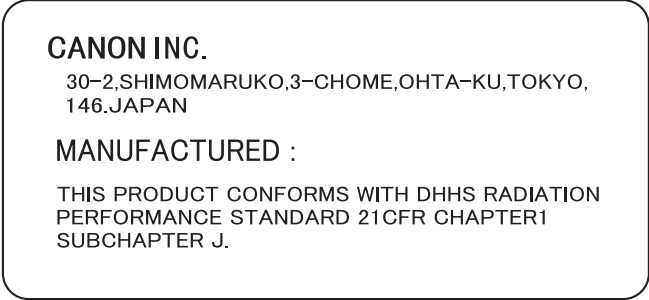 CANON INC.
30-2,SHIMOMARUKO,3-CHOME,OHTA-KU,TOKYO,
146.JAPAN
MANUFACTURED :
THIS PRODUCT CONFORMS WITH DHHS RADIATION
PERFORMANCE STANDARD 21CFR CHAPTER1
SUBCHAPTER J.